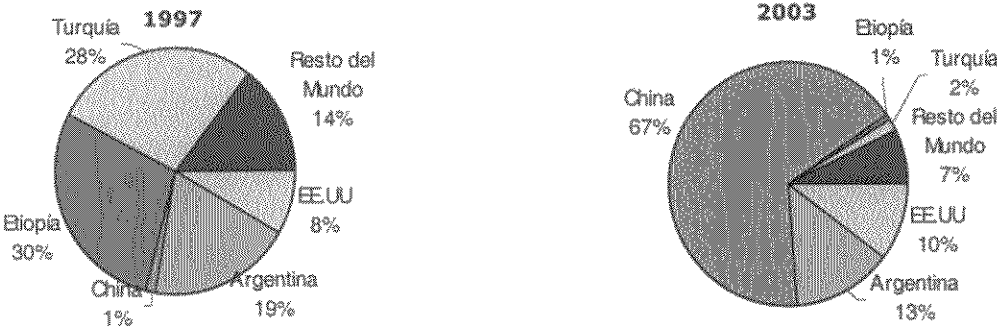 1997
Turquía
28%
Resto del
Mundo
14%
EE.UU
8%
Argentina
19%
China
1%
Etiopía
30%
2003
Etiopía
1%
Turquía
2%
Resto del
Mundo
7%
EE.UU
10%
Argentina
13%
China
67%